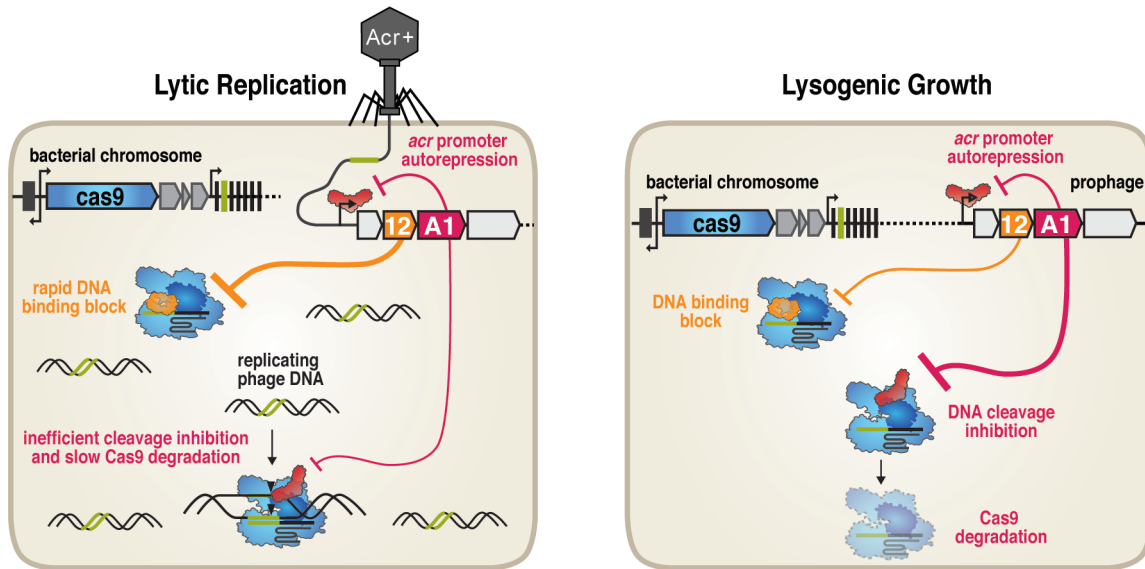 Acr+
Lytic Replication
acr promoter
autorepression
bacterial chromosome
cas9
12
A1
rapid DNA
binding block
replicating
phage DNA
inefficient cleavage inhibition
and slow Cas9 degradation
Lysogenic Growth
acr promoter
autorepression
bacterial chromosome
prophage
cas9
12
A1
DNA binding
block
DNA cleavage
inhibition
Cas9
degradation